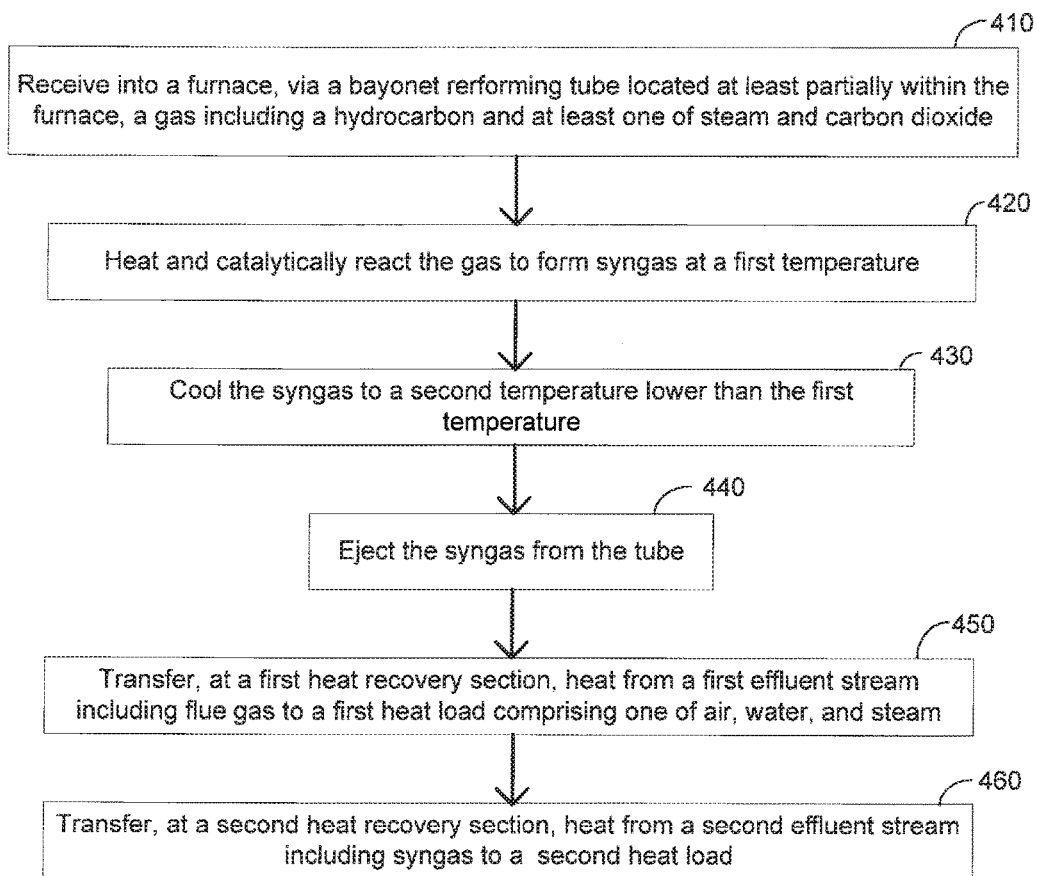 410
Receive into a furnace, via a bayonet rerforming tube located at least partially within the
furnace, a gas including a hydrocarbon and at least one of steam and carbon dioxide
420
Heat and catalytically react the gas to form syngas at a first temperature
430
Cool the syngas to a second temperature lower than the first
temperature
440
Eject the syngas from the tube
450
Transfer, at a first heat recovery section, heat from a first effluent stream
including flue gas to a first heat load comprising one of air, water, and steam
460
Transfer, at a second heat recovery section, heat from a second effluent stream
including syngas to a second heat load